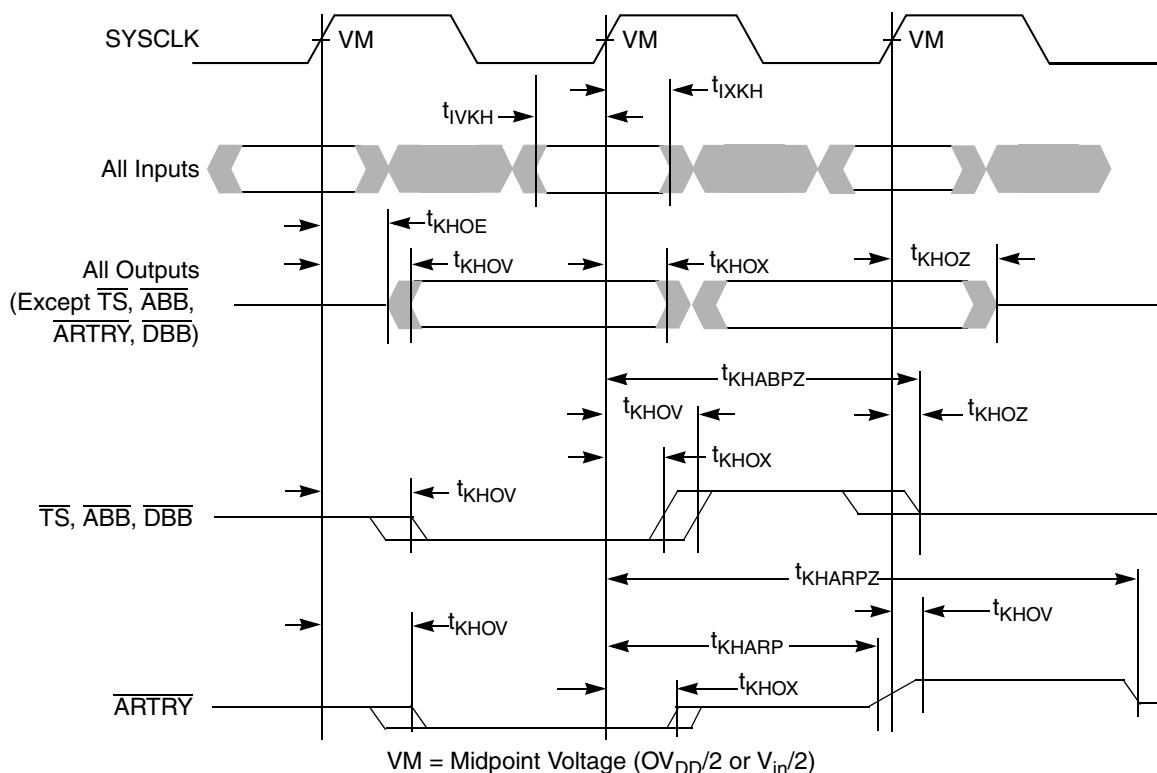 SYSCLK VM VM VM
tIXKH
tIVKH
All Inputs
tKHOE
All Outputs tKHOV tKHOX tKHOZ
(Except TS, ABB,
ARTRY, DBB)
tKHABPZ
tKHOV tKHOZ
tKHOX
tKHOV
TS, ABB, DBB
tKHARPZ
tKHOV tKHOV
tKHARP
tKHOX
ARTRY
VM = Midpoint Voltage (OVDD/2 or Vin/2)